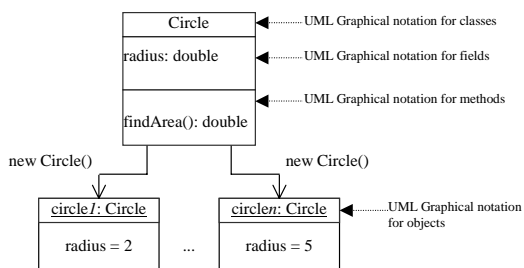 Circle
UML Graphical notation for classes
radius: double
UML Graphical notation for fields
UML Graphical notation for methods
findArea(): double
new Circle()
new Circle()
circle1: Circle
circlen: Circle
UML Graphical notation
for objects
radius = 2
...
radius = 5